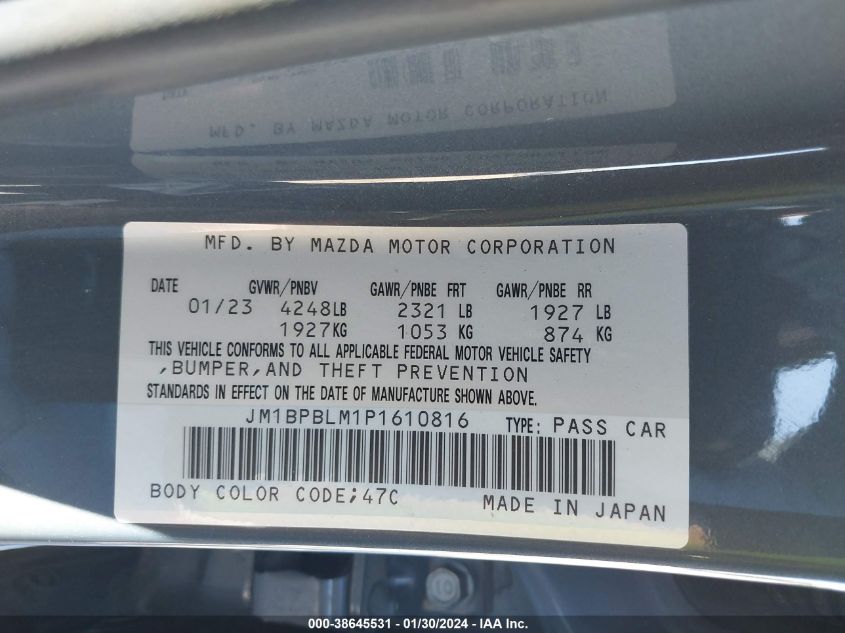 MFD. BY MAZDA MOTOR CORPORATION
MFD. BY MAZDA MOTOR CORPORATION
DATE GVWR/PNBV GAWR/PNBE FRT GAWR/PNBE RR
01/23 4248LB 2321 LB 1927 LB
1927KG 1053 KG 874 KG
THIS VEHICLE CONFORMS TO ALL APPLICABLE FEDERAL MOTOR VEHICLE SAFETY
,BUMPER,AND THEFT PREVENTION
STANDARDS IN EFFECT ON THE DATE OF MANUFACTURE SHOWN ABOVE.
JM1BPBLM1P1610816 TYPE: PASS CAR
BODY COLOR CODE;47C MADE IN JAPAN
10
000-38645531 - 01/30/2024 - IAA Inc.